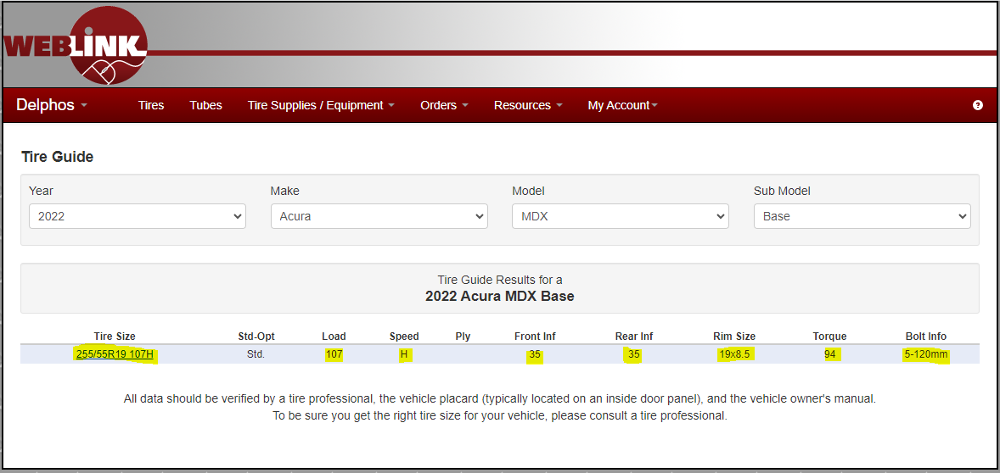 WEBLiNK
Delphos Tires Tubes Tire Supplies / Equipment Orders Resources My Account ?
Tire Guide
Year Make Model Sub Model
2022 Acura MDX Base
Tire Guide Results for a
2022 Acura MDX Base
Tire Size Std-Opt Load Speed Ply Front Inf Rear Inf Rim Size Torque Bolt Info
255/55R19 107H Std. 107 H 35 35 19x8.5 94 5-120mm
All data should be verified by a tire professional, the vehicle placard (typically located on an inside door panel), and the vehicle owner's manual.
To be sure you get the right tire size for your vehicle, please consult a tire professional.